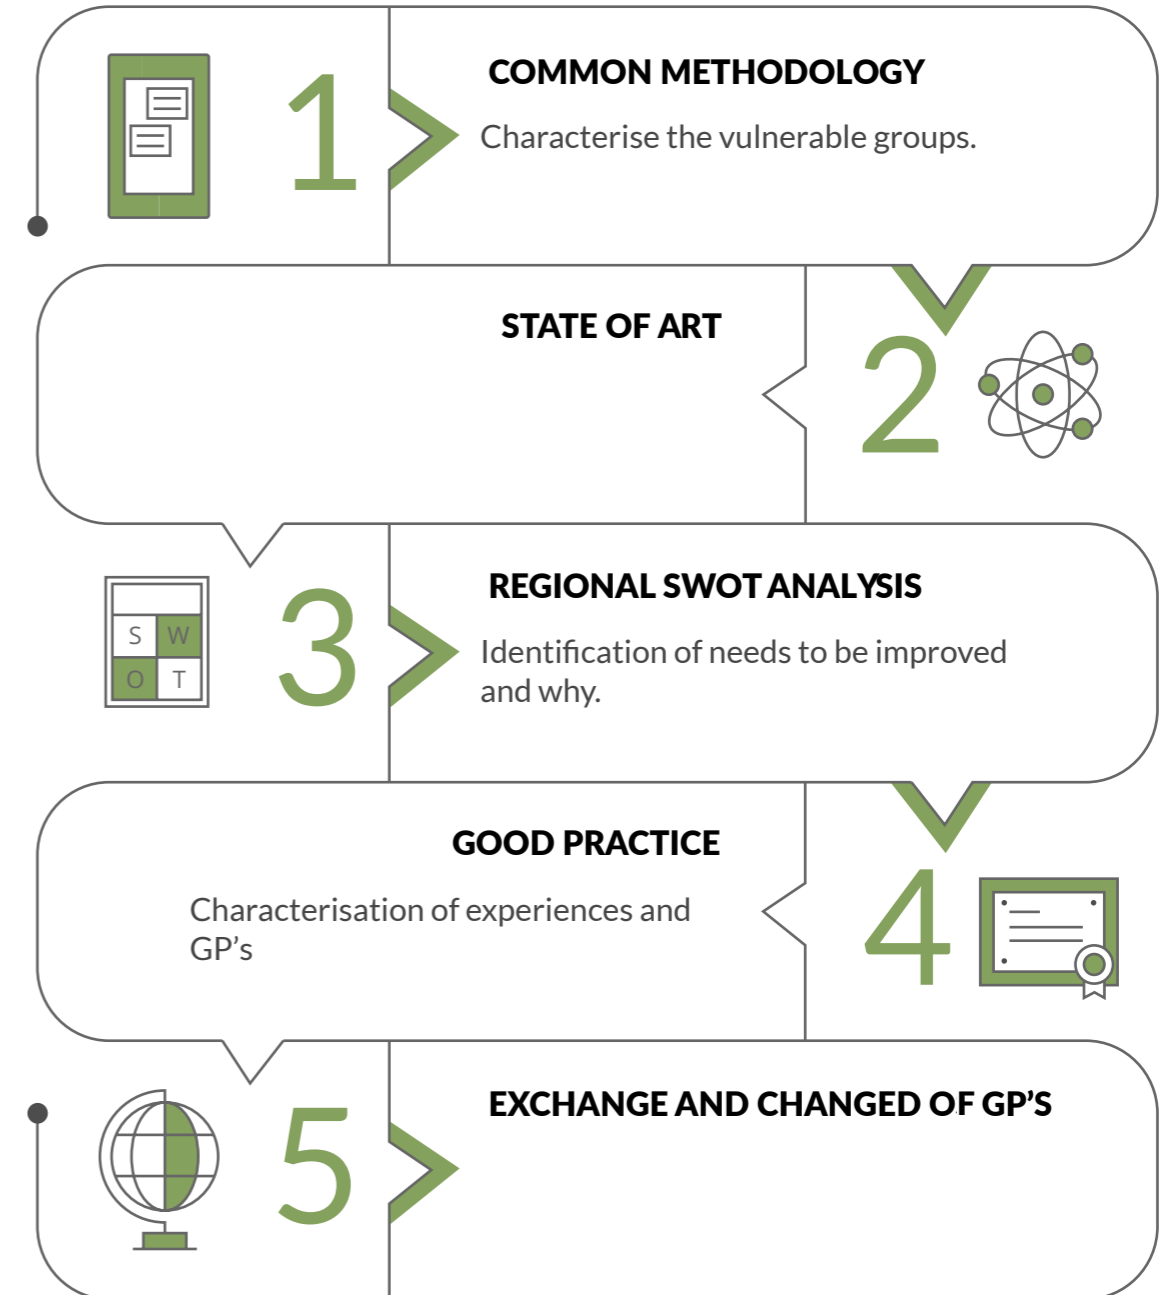 1
COMMON METHODOLOGY
Characterise the vulnerable groups.
STATE OF ART
2
S W
O T
3
REGIONAL SWOT ANALYSIS
Identification of needs to be improved
and why.
GOOD PRACTICE
Characterisation of experiences and
GP’s
4
5
EXCHANGE AND CHANGED OF GP’S